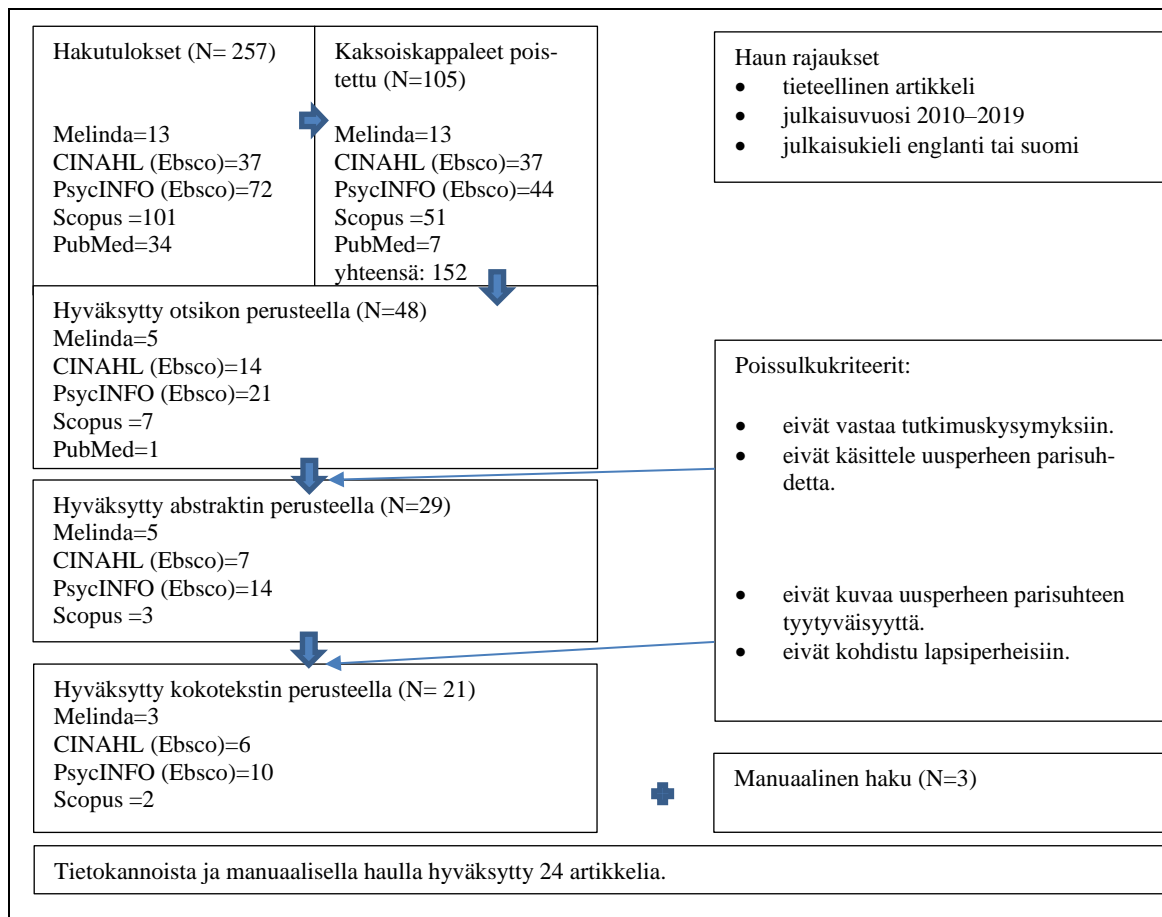 Hakutulokset (N= 257)
Melinda=13
CINAHL (Ebsco)=37
PsycINFO (Ebsco)=72
Scopus =101
PubMed=34
Kaksoiskappaleet pois-
tettu (N=105)
Melinda=13
CINAHL (Ebsco)=37
PsycINFO (Ebsco)=44
Scopus =51
PubMed=7
yhteensä: 152
Haun rajaukset
• tieteellinen artikkeli
• julkaisuvuosi 2010–2019
• julkaisukieli englanti tai suomi
Hyväksytty otsikon perusteella (N=48)
Melinda=5
CINAHL (Ebsco)=14
PsycINFO (Ebsco)=21
Scopus =7
PubMed=1
Poissulkukriteerit:
• eivät vastaa tutkimuskysymyksiin.
• eivät käsittele uusperheen parisuh-
detta.
• eivät kuvaa uusperheen parisuhteen
tyytyväisyyttä.
• eivät kohdistu lapsiperheisiin.
Hyväksytty abstraktin perusteella (N=29)
Melinda=5
CINAHL (Ebsco)=7
PsycINFO (Ebsco)=14
Scopus =3
Hyväksytty kokotekstin perusteella (N= 21)
Melinda=3
CINAHL (Ebsco)=6
PsycINFO (Ebsco)=10
Scopus =2
Manuaalinen haku (N=3)
Tietokannoista ja manuaalisella haulla hyväksytty 24 artikkelia.